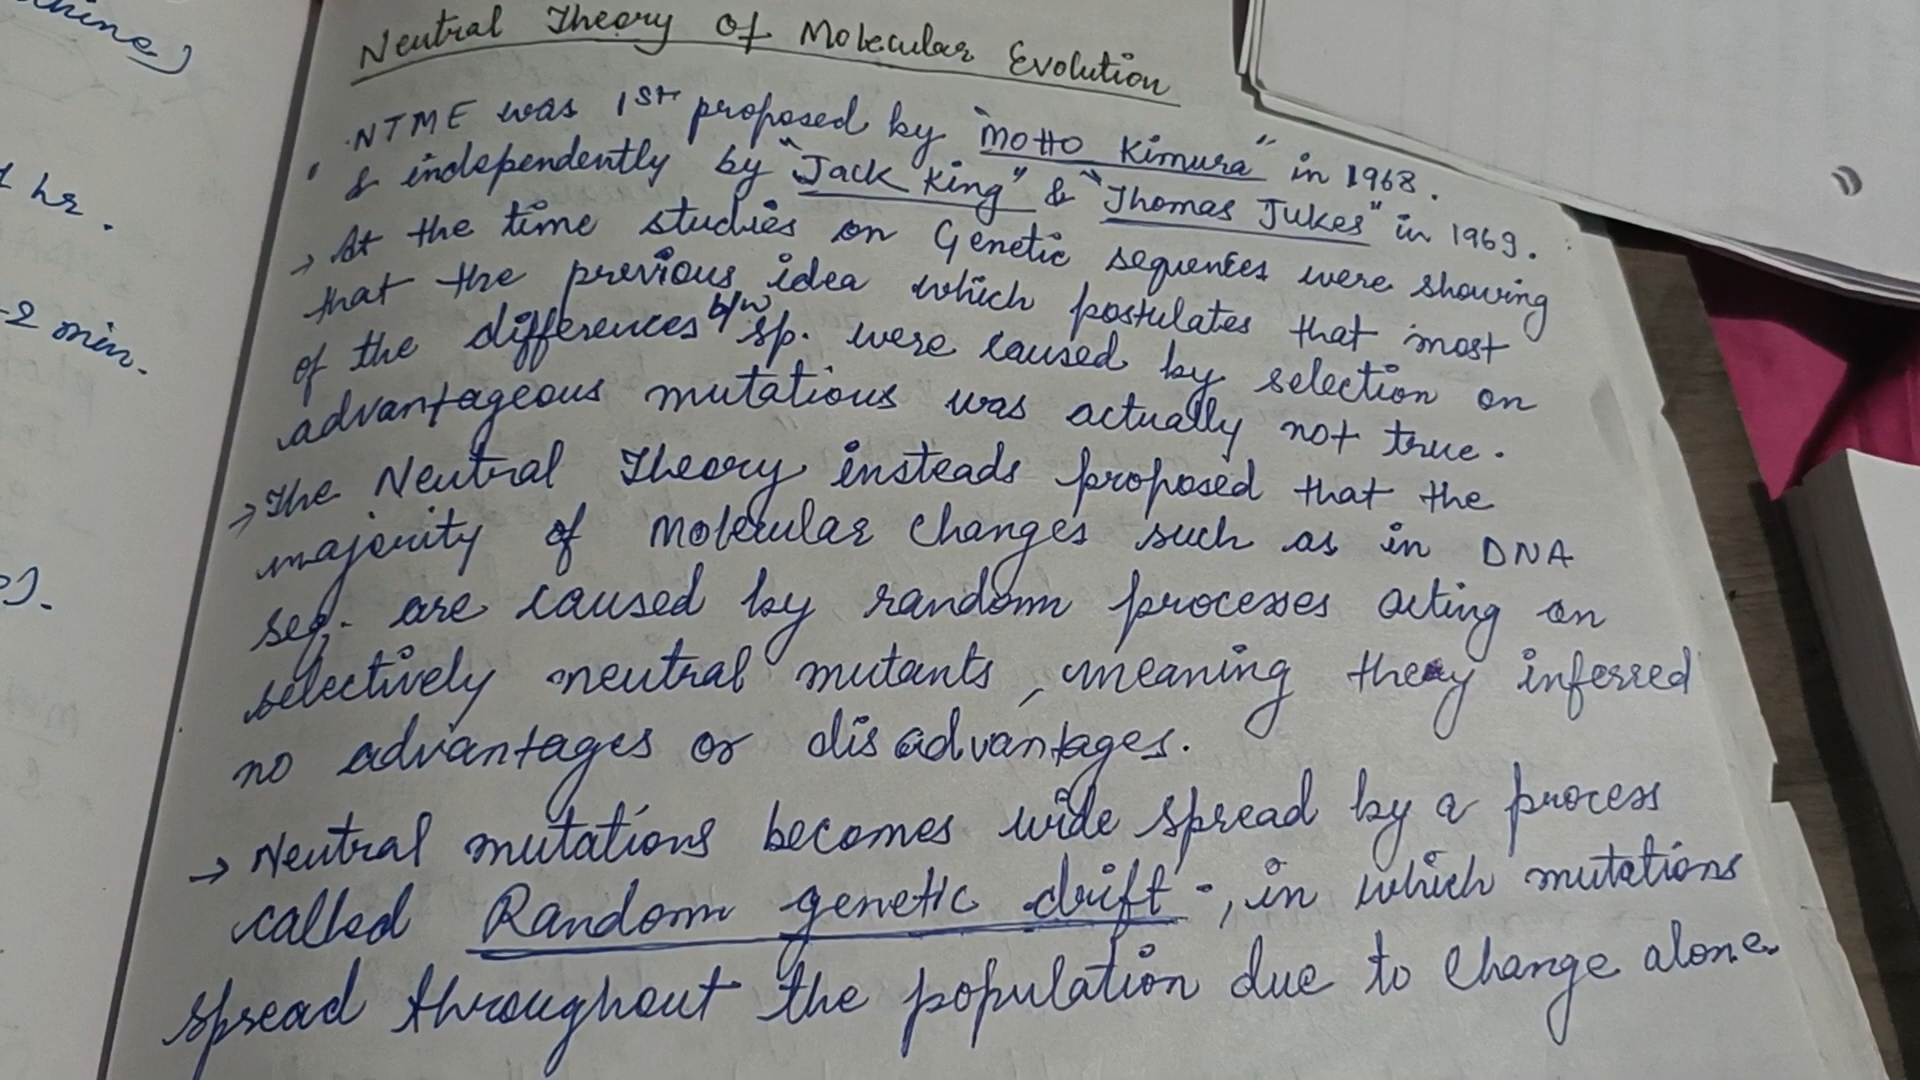 Neutral Theory Of Molecular Evolution
NTME was 1st proposed by "Motto Kimura" in 1968.
& independently by "Jack King" & "Thomas Jukes" in 1969.
→ At the time studies on Genetic sequences were showing
that the previous idea which postulates that most
of the differences b/w sp. were caused by selection on
advantageous mutations was actually not true.
→ The Neutral Theory insteads proposed that the
majority of Molecular changes such as in DNA
seq. are caused by random processes acting on
selectively neutral mutants, meaning they inferred
no advantages or disadvantages.
→ Neutral mutations becomes wide spread by a process
called Random genetic drift -, in which mutations
spread throughout the population due to change alone.
hr.
-2 min.